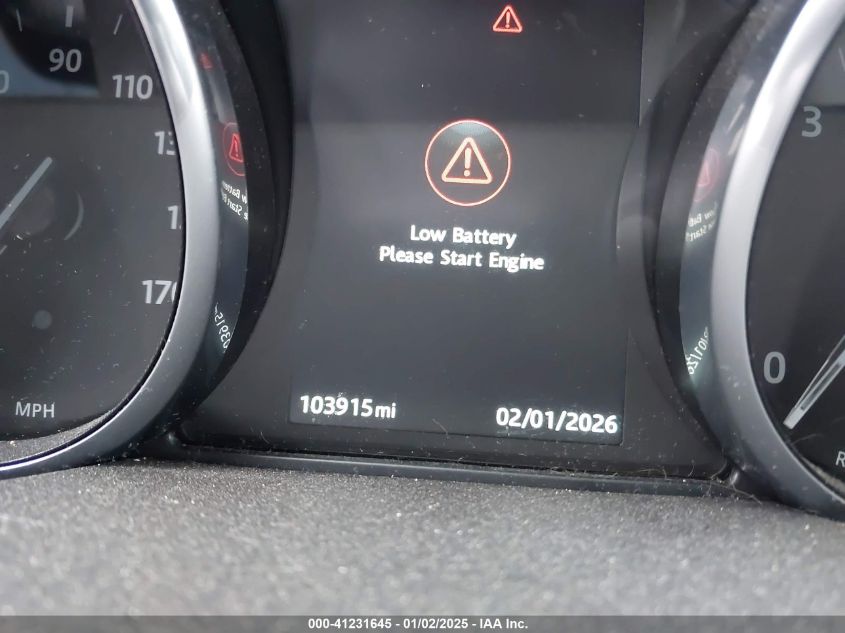 90
110
170
MPH
Low Battery
Please Start Engine
103915mi
02/01/2026
3
0
000-41231645 | 01/02/2025 - IAA Inc.